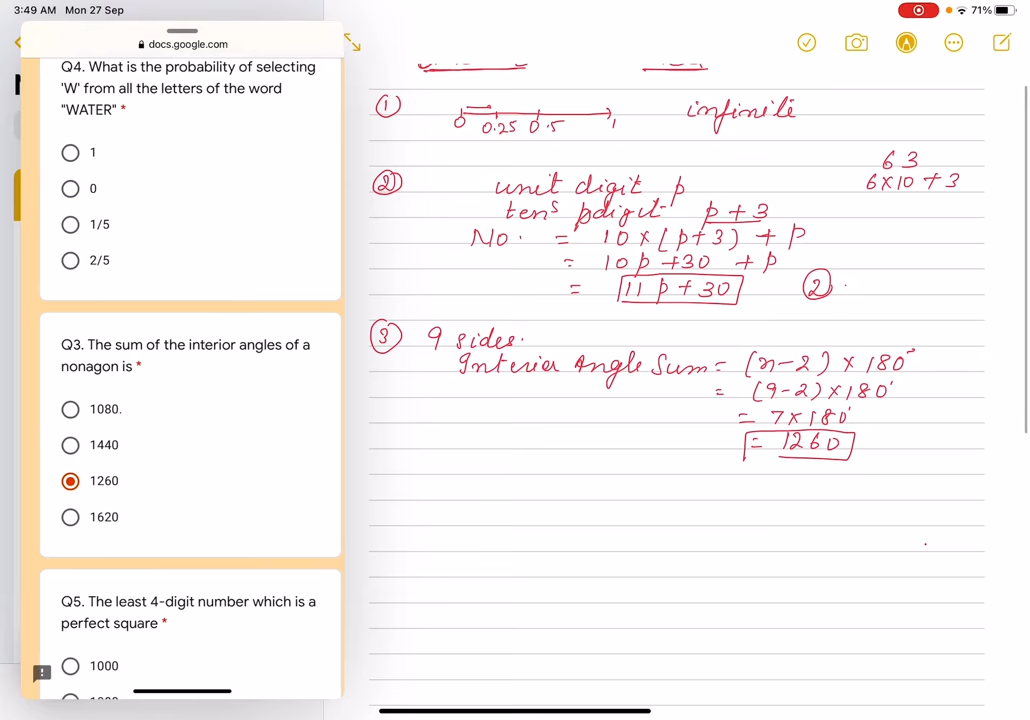 3:49 AM Mon 27 Sep
71%
docs.google.com
Q4. What is the probability of selecting
'W' from all the letters of the word
"WATER" *
1
0
1/5
2/5
Q3. The sum of the interior angles of a
nonagon is *
1080.
1440
1260
1620
Q5. The least 4-digit number which is a
perfect square *
1000
① infinite
0 0.25 0.5 1
6 3
6×10 + 3
② unit digit p
tens digit p + 3
No. = 10 × (p+3) + p
= 10p +30 + p
= 11 p + 30 ② .
③ 9 sides.
Interior Angle Sum = (n-2) × 180°
= (9-2) × 180°
= 7×180°
= 1260